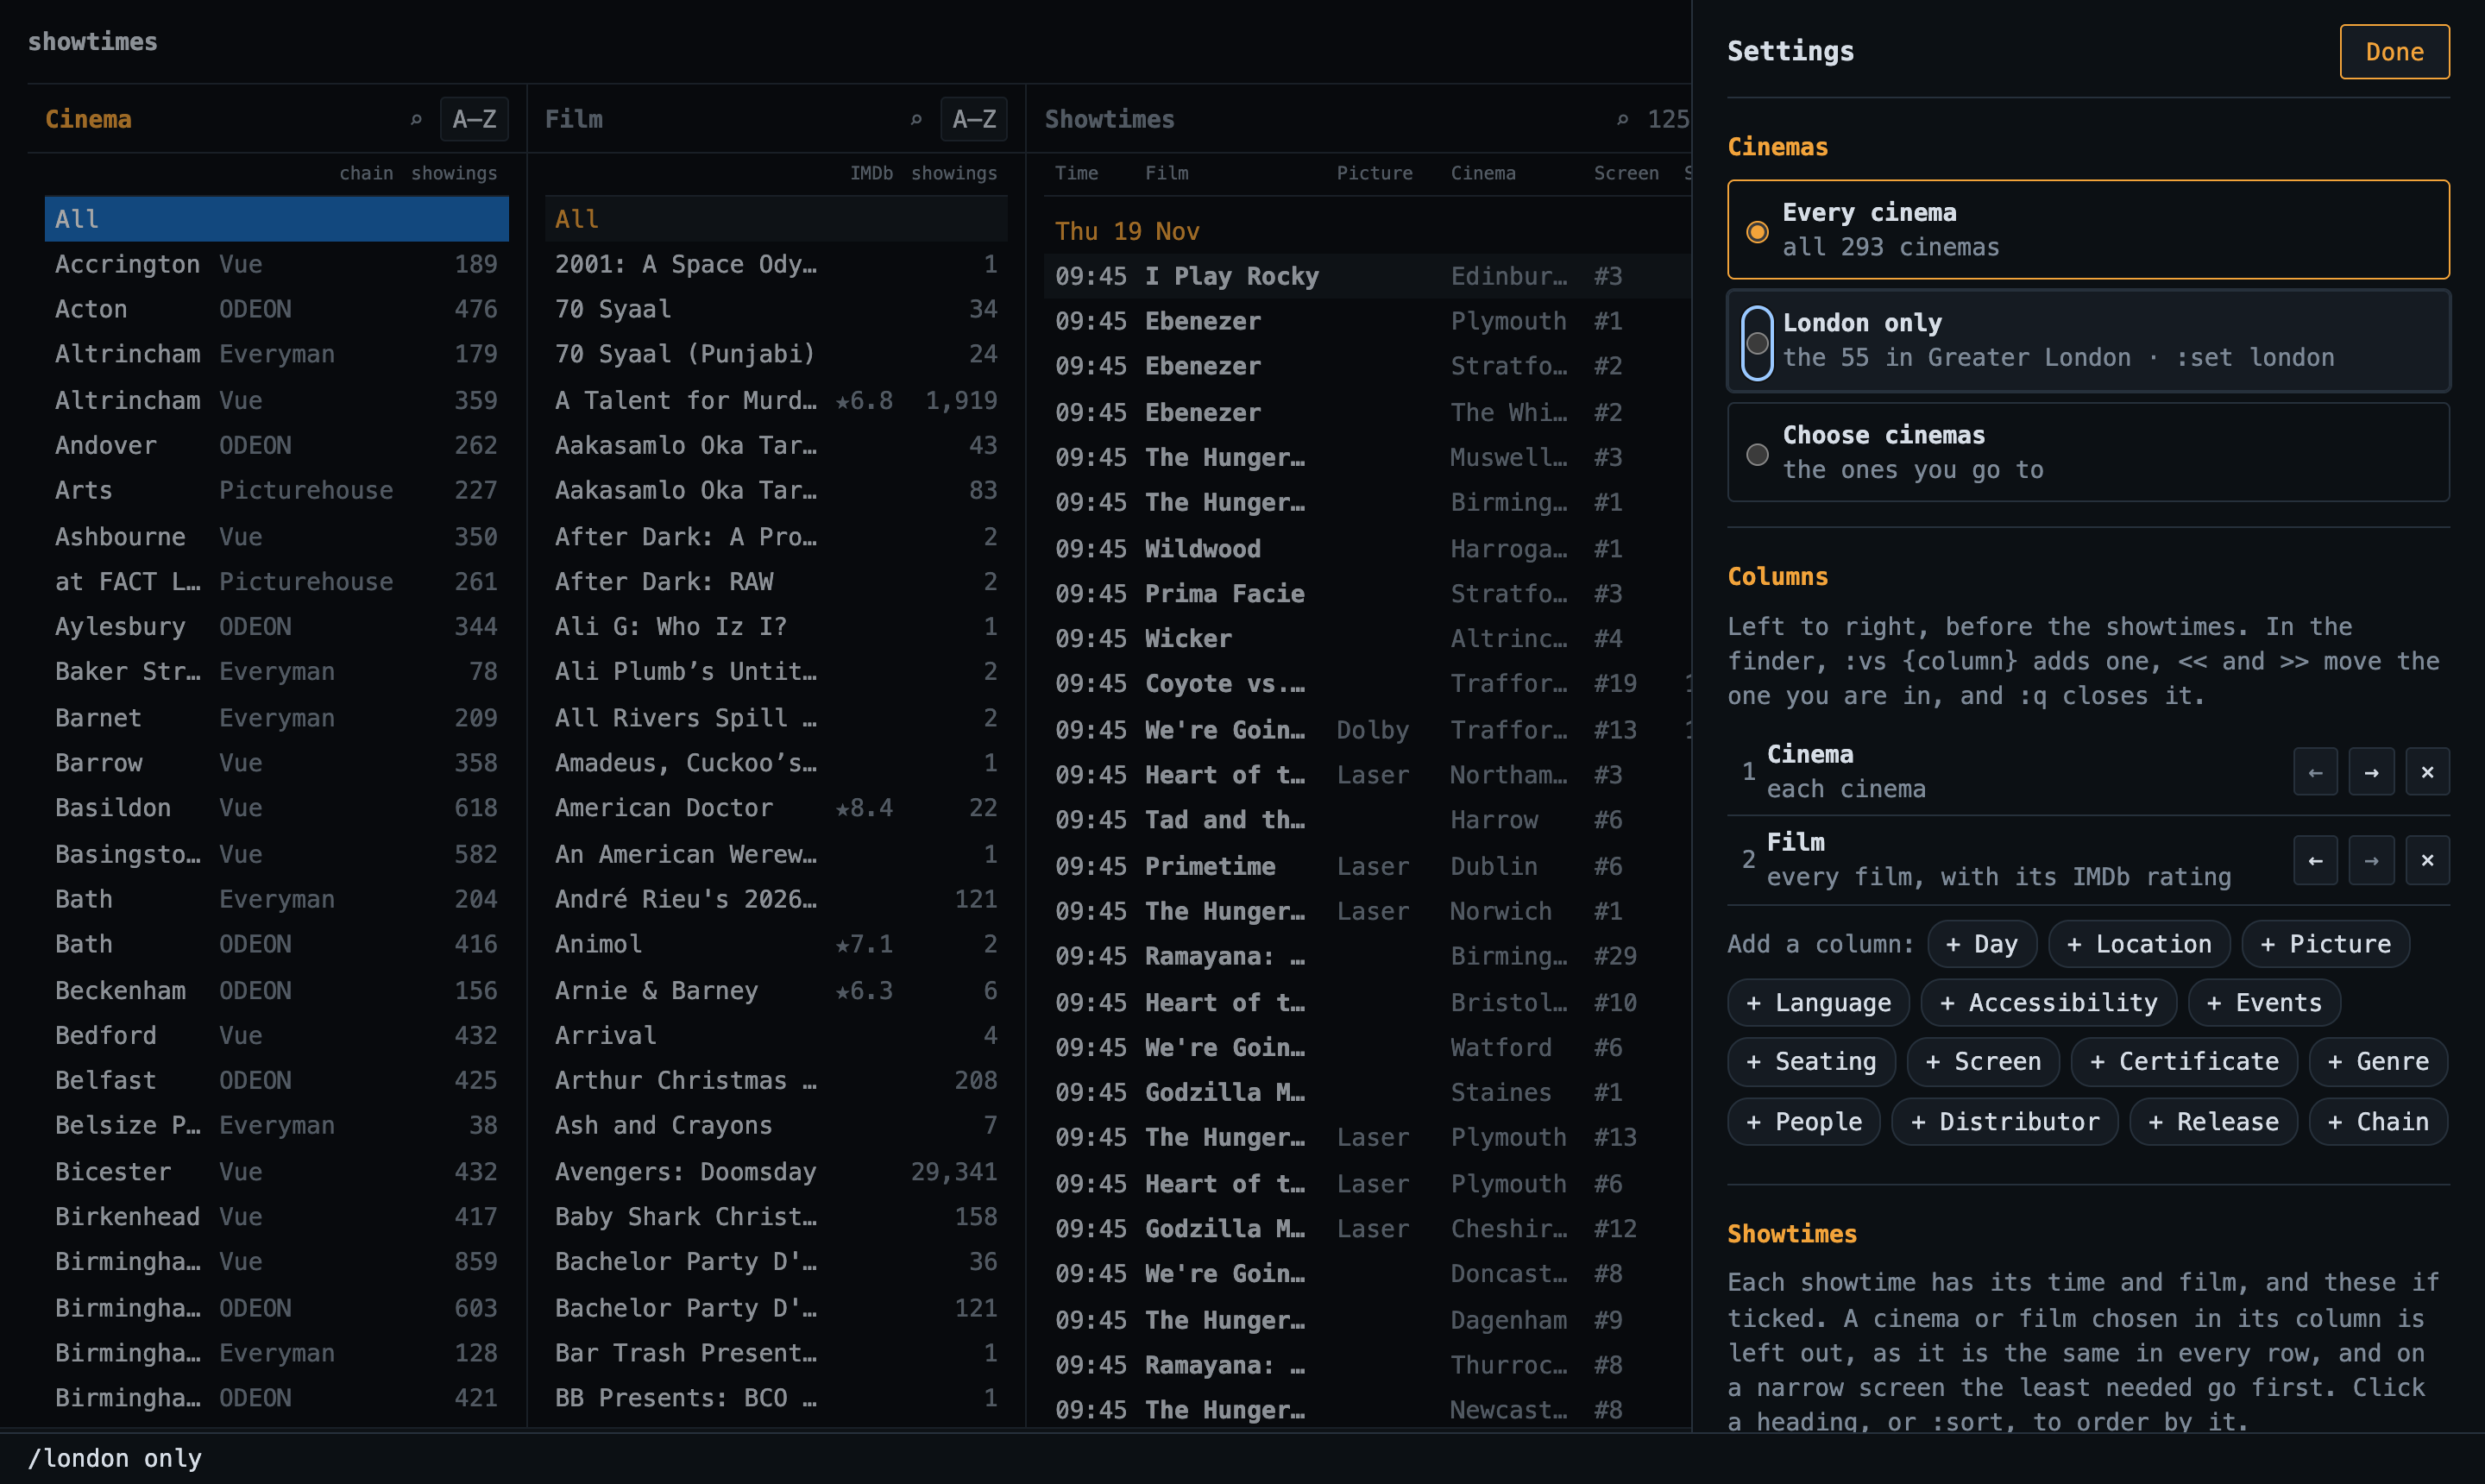 showtimes
Cinema ⌕ A–Z
chain showings
All
Accrington Vue 189
Acton ODEON 476
Altrincham Everyman 179
Altrincham Vue 359
Andover ODEON 262
Arts Picturehouse 227
Ashbourne Vue 350
at FACT L… Picturehouse 261
Aylesbury ODEON 344
Baker Str… Everyman 78
Barnet Everyman 209
Barrow Vue 358
Basildon Vue 618
Basingsto… Vue 582
Bath Everyman 204
Bath ODEON 416
Beckenham ODEON 156
Bedford Vue 432
Belfast ODEON 425
Belsize P… Everyman 38
Bicester Vue 432
Birkenhead Vue 417
Birmingha… Vue 859
Birmingha… ODEON 603
Birmingha… Everyman 128
Birmingha… ODEON 421
Film ⌕ A–Z
IMDb showings
All
2001: A Space Ody… 1
70 Syaal 34
70 Syaal (Punjabi) 24
A Talent for Murd… ★6.8 1,919
Aakasamlo Oka Tar… 43
Aakasamlo Oka Tar… 83
After Dark: A Pro… 2
After Dark: RAW 2
Ali G: Who Iz I? 1
Ali Plumb’s Untit… 2
All Rivers Spill … 2
Amadeus, Cuckoo’s… 1
American Doctor ★8.4 22
An American Werew… 1
André Rieu's 2026… 121
Animol ★7.1 2
Arnie & Barney ★6.3 6
Arrival 4
Arthur Christmas … 208
Ash and Crayons 7
Avengers: Doomsday 29,341
Baby Shark Christ… 158
Bachelor Party D'… 36
Bachelor Party D'… 121
Bar Trash Present… 1
BB Presents: BCO … 1
Showtimes ⌕ 125
Time Film Picture Cinema Screen
Thu 19 Nov
09:45 I Play Rocky Edinbur… #3
09:45 Ebenezer Plymouth #1
09:45 Ebenezer Stratfo… #2
09:45 Ebenezer The Whi… #2
09:45 The Hunger… Muswell… #3
09:45 The Hunger… Birming… #1
09:45 Wildwood Harroga… #1
09:45 Prima Facie Stratfo… #3
09:45 Wicker Altrinc… #4
09:45 Coyote vs.… Traffor… #19
09:45 We're Goin… Dolby Traffor… #13
09:45 Heart of t… Laser Northam… #3
09:45 Tad and th… Harrow #6
09:45 Primetime Laser Dublin #6
09:45 The Hunger… Laser Norwich #1
09:45 Ramayana: … Birming… #29
09:45 Heart of t… Bristol… #10
09:45 We're Goin… Watford #6
09:45 Godzilla M… Staines #1
09:45 The Hunger… Laser Plymouth #13
09:45 Heart of t… Laser Plymouth #6
09:45 Godzilla M… Laser Cheshir… #12
09:45 We're Goin… Doncast… #8
09:45 The Hunger… Dagenham #9
09:45 Ramayana: … Thurroc… #8
09:45 The Hunger… Newcast… #8
Settings Done
Cinemas
Every cinema
all 293 cinemas
London only
the 55 in Greater London · :set london
Choose cinemas
the ones you go to
Columns
Left to right, before the showtimes. In the
finder, :vs {column} adds one, << and >> move the
one you are in, and :q closes it.
1 Cinema ← → ×
each cinema
2 Film ← → ×
every film, with its IMDb rating
Add a column: + Day + Location + Picture
+ Language + Accessibility + Events
+ Seating + Screen + Certificate + Genre
+ People + Distributor + Release + Chain
Showtimes
Each showtime has its time and film, and these if
ticked. A cinema or film chosen in its column is
left out, as it is the same in every row, and on
a narrow screen the least needed go first. Click
a heading, or :sort, to order by it.
/london only